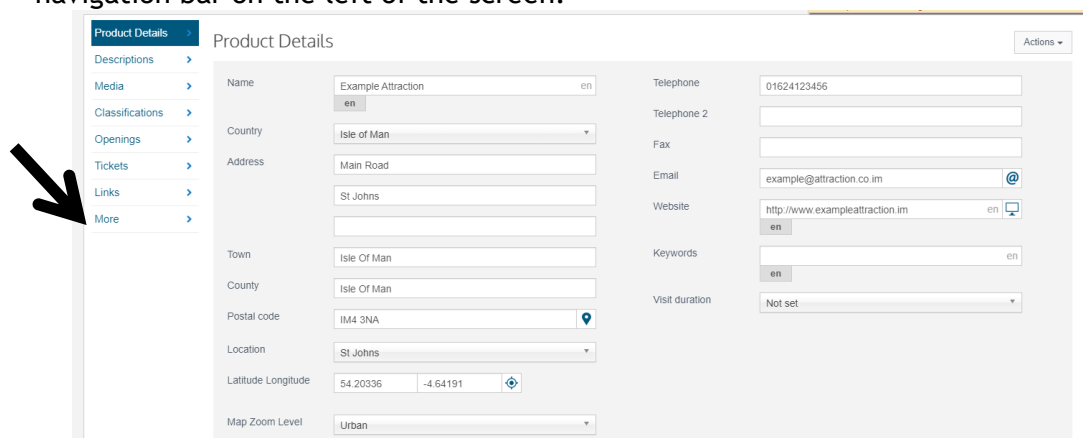 navigation bar on the left of the screen.
Product Details
Descriptions
Media
Classifications
Openings
Tickets
Links
More
Product Details
Actions
Name
Example Attraction en
en
Country
Isle of Man
Address
Main Road
St Johns
Town
Isle Of Man
County
Isle Of Man
Postal code
IM4 3NA
Location
St Johns
Latitude Longitude
54.20336 -4.64191
Map Zoom Level
Urban
Telephone
01624123456
Telephone 2
Fax
Email
example@attraction.co.im @
Website
http://www.exampleattraction.im en
en
Keywords
en
en
Visit duration
Not set